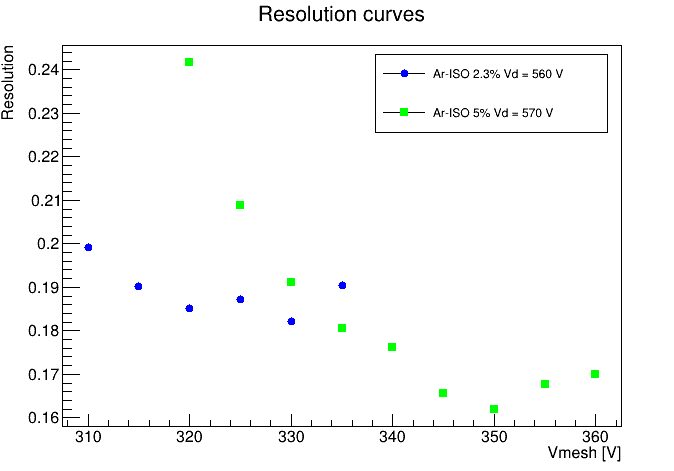 Resolution curves
Resolution
Ar-ISO 2.3% Vd = 560 V
Ar-ISO 5% Vd = 570 V
0.24
0.23
0.22
0.21
0.2
0.19
0.18
0.17
0.16
310 320 330 340 350 360
Vmesh [V]